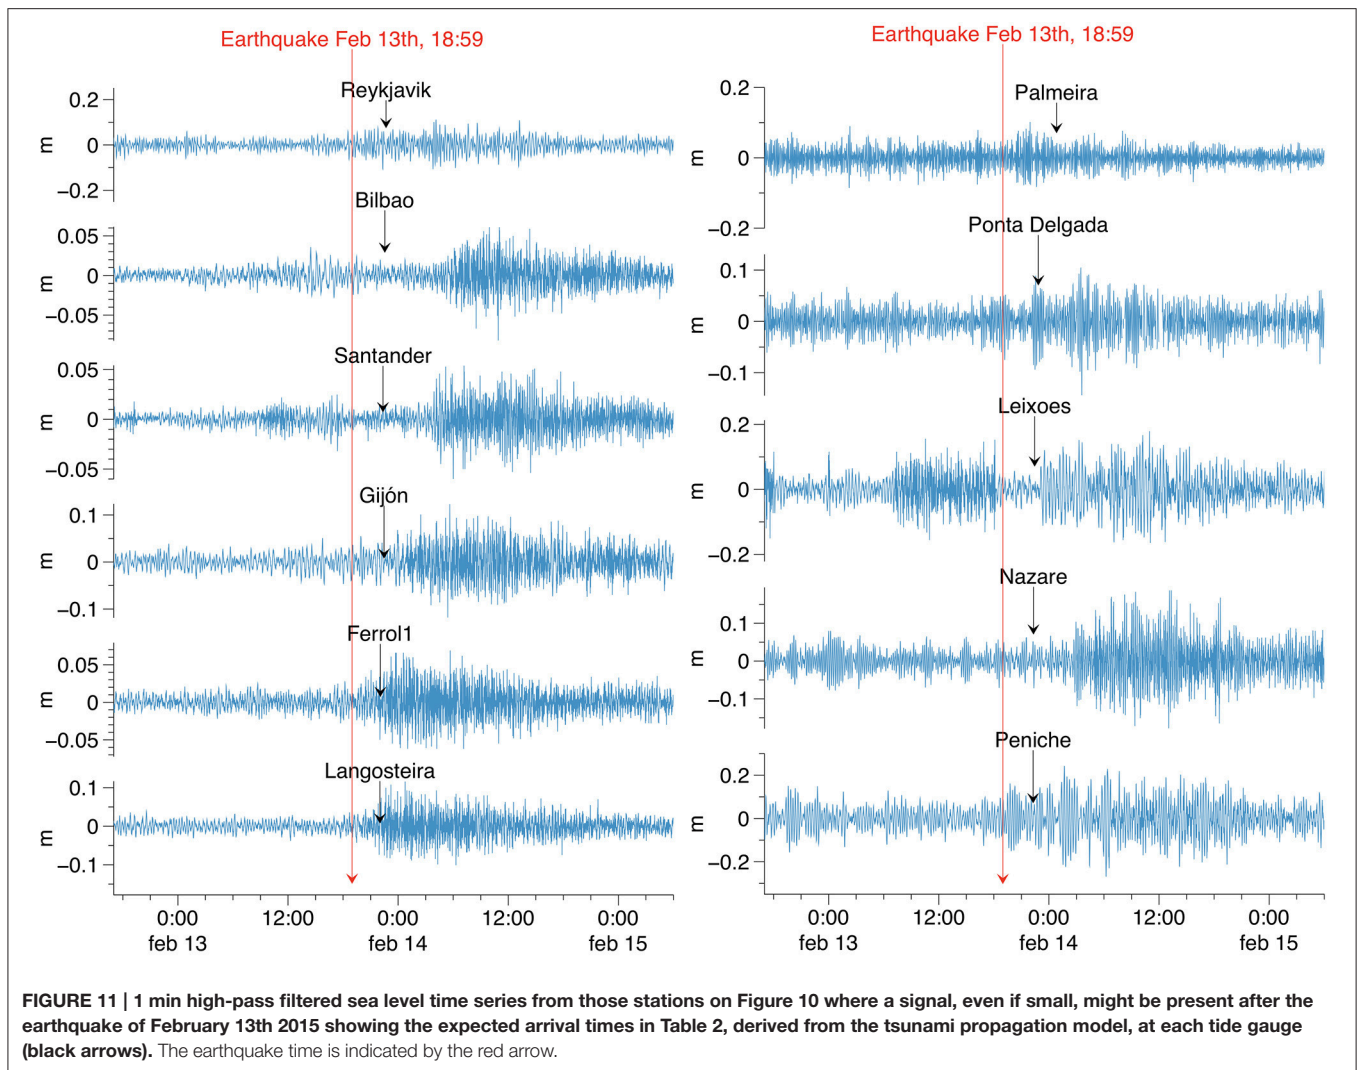 Earthquake Feb 13th, 18:59
Reykjavik
0.2
0
−0.2
m
Bilbao
0.05
0
−0.05
m
Santander
0.05
0
−0.05
m
Gijón
0.1
0
−0.1
m
Ferrol1
0.05
0
−0.05
m
Langosteira
0.1
0
−0.1
m
0:00 12:00 0:00 12:00 0:00
feb 13 feb 14 feb 15
Earthquake Feb 13th, 18:59
Palmeira
0.2
0
−0.2
m
Ponta Delgada
0.1
0
−0.1
m
Leixoes
0.2
0
−0.2
m
Nazare
0.1
0
−0.1
m
Peniche
0.2
0
−0.2
m
0:00 12:00 0:00 12:00 0:00
feb 13 feb 14 feb 15
FIGURE 11 | 1 min high-pass filtered sea level time series from those stations on Figure 10 where a signal, even if small, might be present after the
earthquake of February 13th 2015 showing the expected arrival times in Table 2, derived from the tsunami propagation model, at each tide gauge
(black arrows). The earthquake time is indicated by the red arrow.